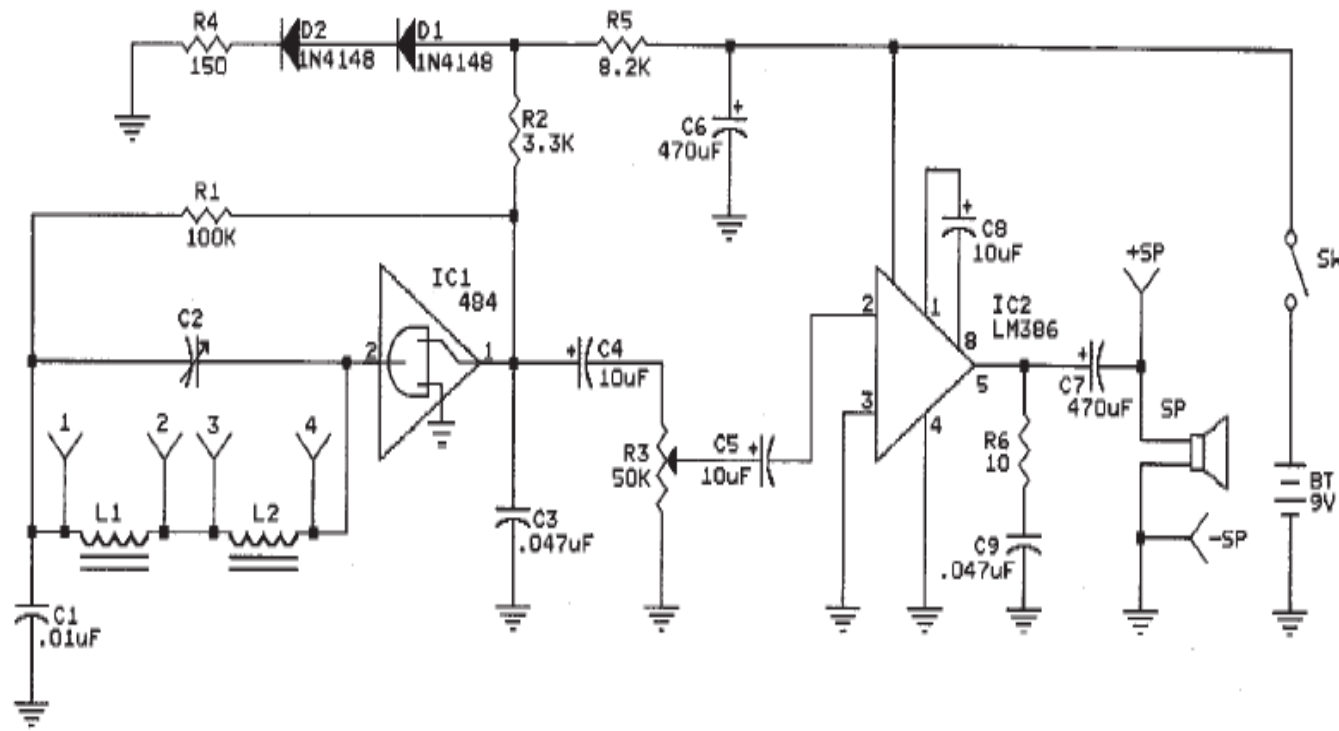 R4
150
D2
1N4148
D1
1N4148
R5
8.2K
R2
3.3K
C6
470uF
+
R1
100K
+
C8
10uF
+SP
IC1
484
C2
2
1
+
C4
10uF
2
1
IC2
LM386
8
5
3
4
+
C7
470uF
SP
1
2
3
4
L1
L2
R3
50K
C5
10uF
+
R6
10
BT
9V
C3
.047uF
C9
.047uF
-SP
C1
.01uF